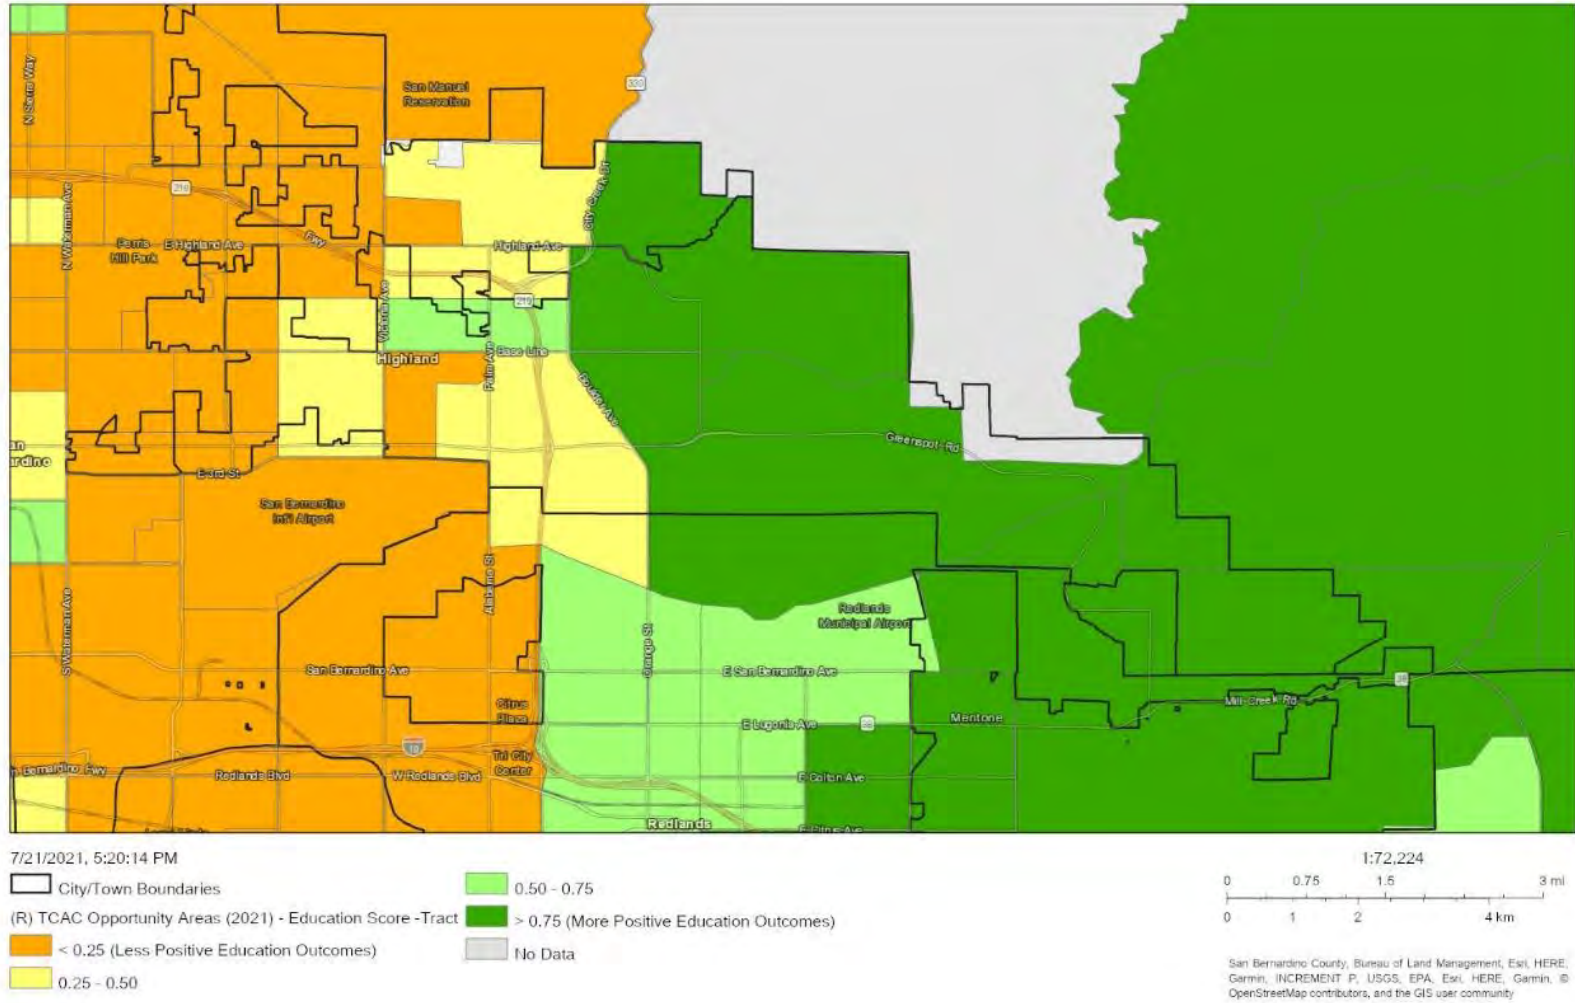 N Sierra Way
San Manuel
Reservation
330
N Waterman Ave
210
City Creek Dr
Perris
Hill Park
E Highland Ave
Fwy
Highland Ave
Victoria Ave
210
Highland
Palm Ave
Base Line
Boulder Ave
Greenspot Rd
E 3rd St
San Bernardino
Int'l Airport
Alabama St
S Waterman Ave
Redlands
Municipal Airport
Orange St
San Bernardino Ave
E San Bernardino Ave
38
Mill Creek Rd
Citrus
Plaza
E Lugonia Ave
38
Mentone
10
Tri City
Center
Bernardino Fwy
Redlands Blvd
W Redlands Blvd
E Colton Ave
Redlands
E Citrus Ave
7/21/2021, 5:20:14 PM
City/Town Boundaries
(R) TCAC Opportunity Areas (2021) - Education Score -Tract
< 0.25 (Less Positive Education Outcomes)
0.25 - 0.50
0.50 - 0.75
> 0.75 (More Positive Education Outcomes)
No Data
1:72,224
0 0.75 1.5 3 mi
0 1 2 4 km
San Bernardino County, Bureau of Land Management, Esri, HERE,
Garmin, INCREMENT P, USGS, EPA, Esri, HERE, Garmin, ©
OpenStreetMap contributors, and the GIS user community